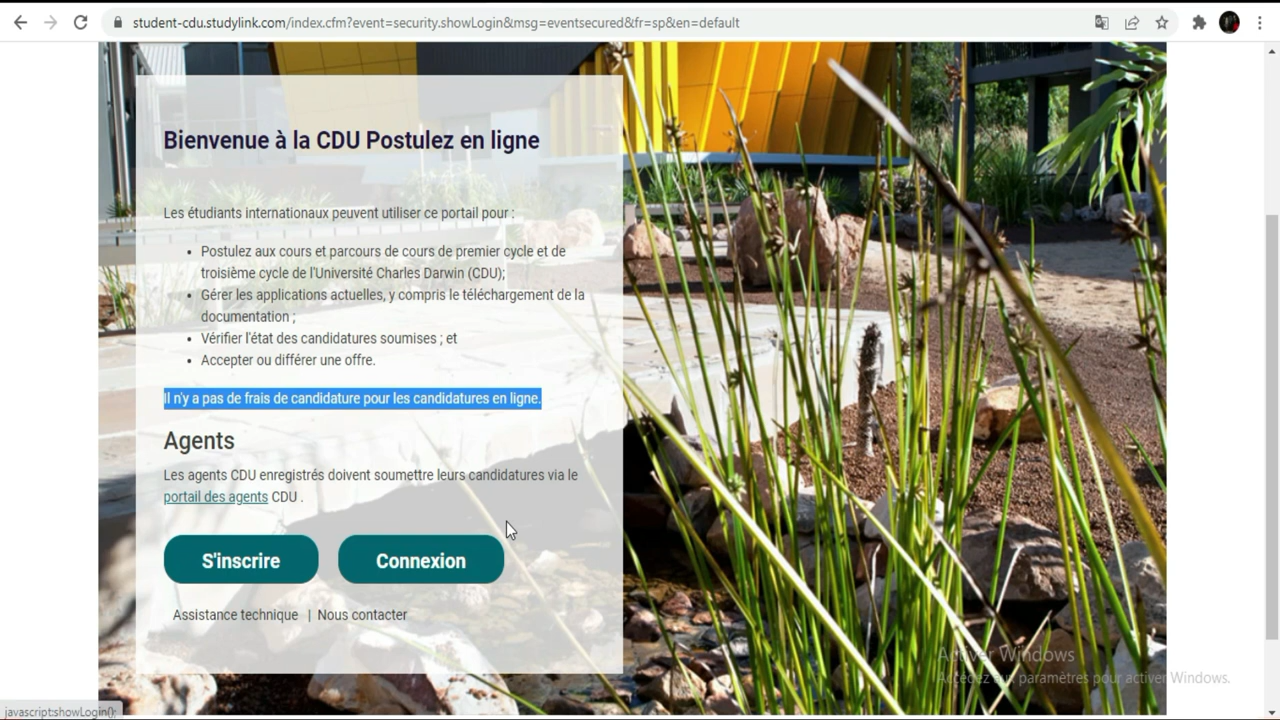 student-cdu.studylink.com/index.cfm?event=security.showLogin&msg=eventsecured&fr=sp&en=default
Bienvenue à la CDU Postulez en ligne
Les étudiants internationaux peuvent utiliser ce portail pour :
• Postulez aux cours et parcours de cours de premier cycle et de
troisième cycle de l'Université Charles Darwin (CDU);
• Gérer les applications actuelles, y compris le téléchargement de la
documentation ;
• Vérifier l'état des candidatures soumises ; et
• Accepter ou différer une offre.
Il n'y a pas de frais de candidature pour les candidatures en ligne.
Agents
Les agents CDU enregistrés doivent soumettre leurs candidatures via le
portail des agents CDU .
S'inscrire Connexion
Assistance technique | Nous contacter
Activer Windows
Accédez aux paramètres pour activer Windows.
javascript:showLogin();